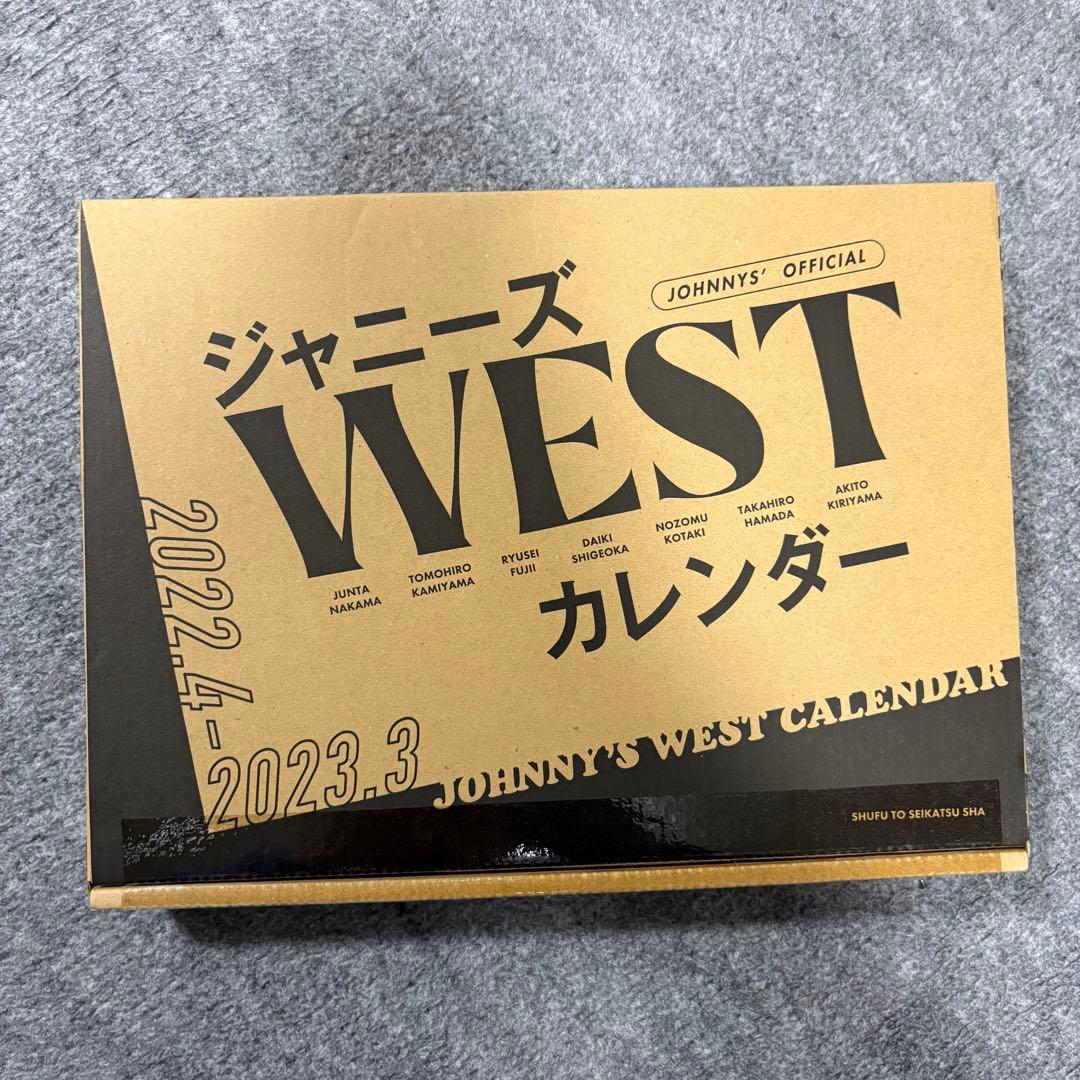 JOHNNYS' OFFICIAL
ジャニーズ
WEST
JUNTA
NAKAMA
TOMOHIRO
KAMIYAMA
RYUSEI
FUJII
DAIKI
SHIGEOKA
NOZOMU
KOTAKI
TAKAHIRO
HAMADA
AKITO
KIRIYAMA
カレンダー
2022.4-
2023.3
JOHNNY'S WEST CALENDAR
SHUFU TO SEIKATSU SHA